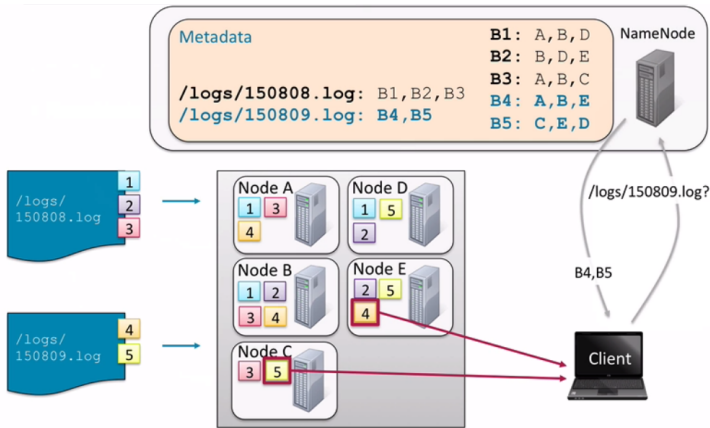 Metadata
B1: A,B,D
B2: B,D,E
B3: A,B,C
B4: A,B,E
B5: C,E,D
/logs/150808.log: B1,B2,B3
/logs/150809.log: B4,B5
NameNode
/logs/150809.log?
B4,B5
/logs/
150808.log
1
2
3
/logs/
150809.log
4
5
Node A
1 3
4
Node D
1 5
2
Node B
1 2
3 4
Node E
2 5
4
Node C
3 5
Client